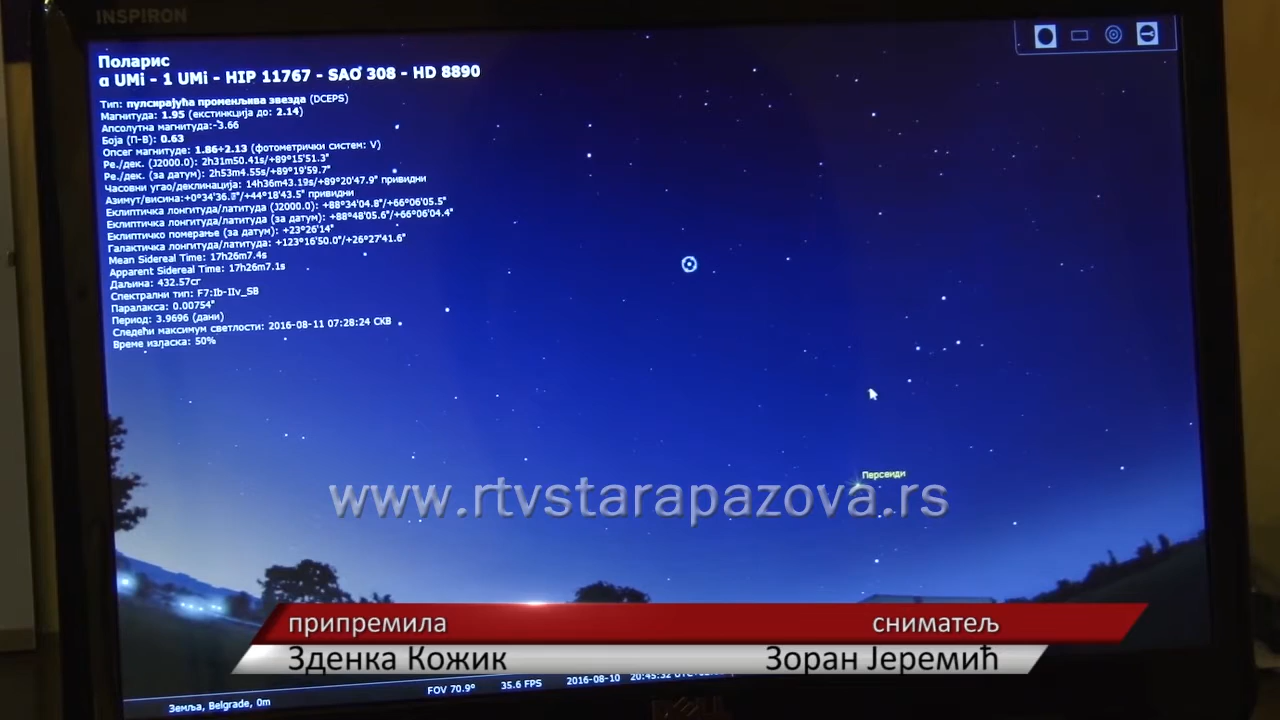 INSPIRON
Поларис
α UMi - 1 UMi - HIP 11767 - SAO 308 - HD 8890
Тип: пулсирајућа променљива звезда (DCEPS)
Магнитуда: 1.95 (екстинкција до: 2.14)
Апсолутна магнитуда:-3.66
Боја (П-В): 0.63
Опсег магнитуде: 1.86÷2.13 (фотометријски систем: V)
Ре./дек. (J2000.0): 2h31m50.41s/+89°15'51.3"
Ре./дек. (за датум): 2h53m4.55s/+89°19'59.7"
Часовни угао/деклинација: 14h36m43.19s/+89°20'47.9" привидни
Азимут/висина:+0°34'36. "/+44°18'43.5" привидни
Еклиптичка лонгитуда/латитуда (J2000.0): +88°34'04.8"/+66°06'05.5"
Еклиптичка лонгитуда/латитуда (за датум): +88°48'05.6"/+66°06'04.4"
Еклиптичко померање (за датум): +23°26'14"
Галактичка лонгитуда/латитуда: +123°16'50.0"/+26°27'41.6"
Mean Sidereal Time: 17h26m7.4s
Apparent Sidereal Time: 17h26m7.1s
Даљина: 432.57сг
Спектрални тип: F7:Ib-IIv_SB
Паралакса: 0.00754"
Период: 3.9696 (дани)
Следећи максимум светлости: 2016-08-11 07:28:24 СКВ
Време изласка: 50%
Персеиди
www.rtvstarapazova.rs
припремила сниматељ
Зденка Кожик Зоран Јеремић
Земља, Belgrade, 0m FOV 70.9° 35.6 FPS 2016-08-10 20:45:32
DELL